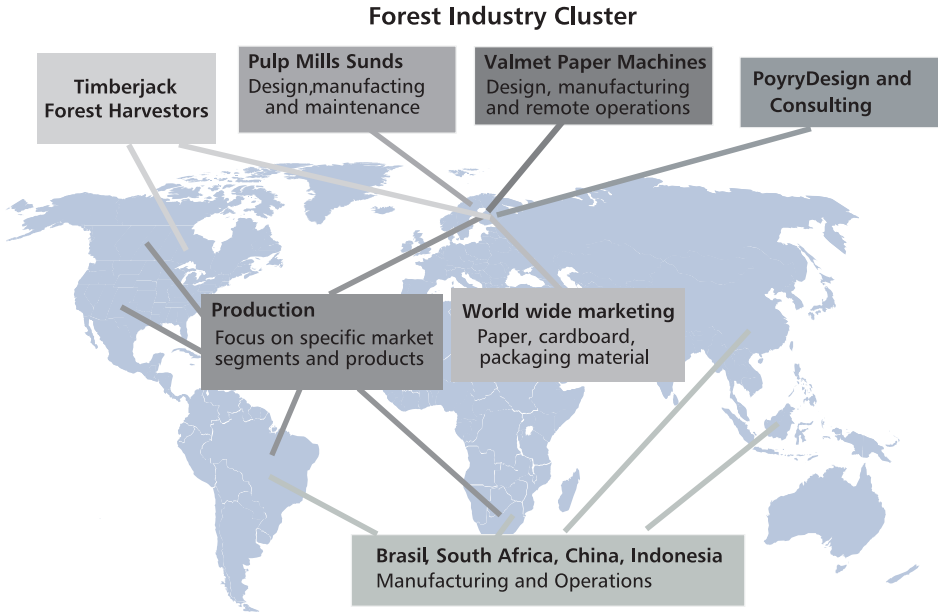 Forest Industry Cluster
Timberjack
Forest Harvestors
Pulp Mills Sunds
Design,manufacting
and maintenance
Valmet Paper Machines
Design, manufacturing
and remote operations
PoyryDesign and
Consulting
Production
Focus on specific market
segments and products
World wide marketing
Paper, cardboard,
packaging material
Brasil, South Africa, China, Indonesia
Manufacturing and Operations